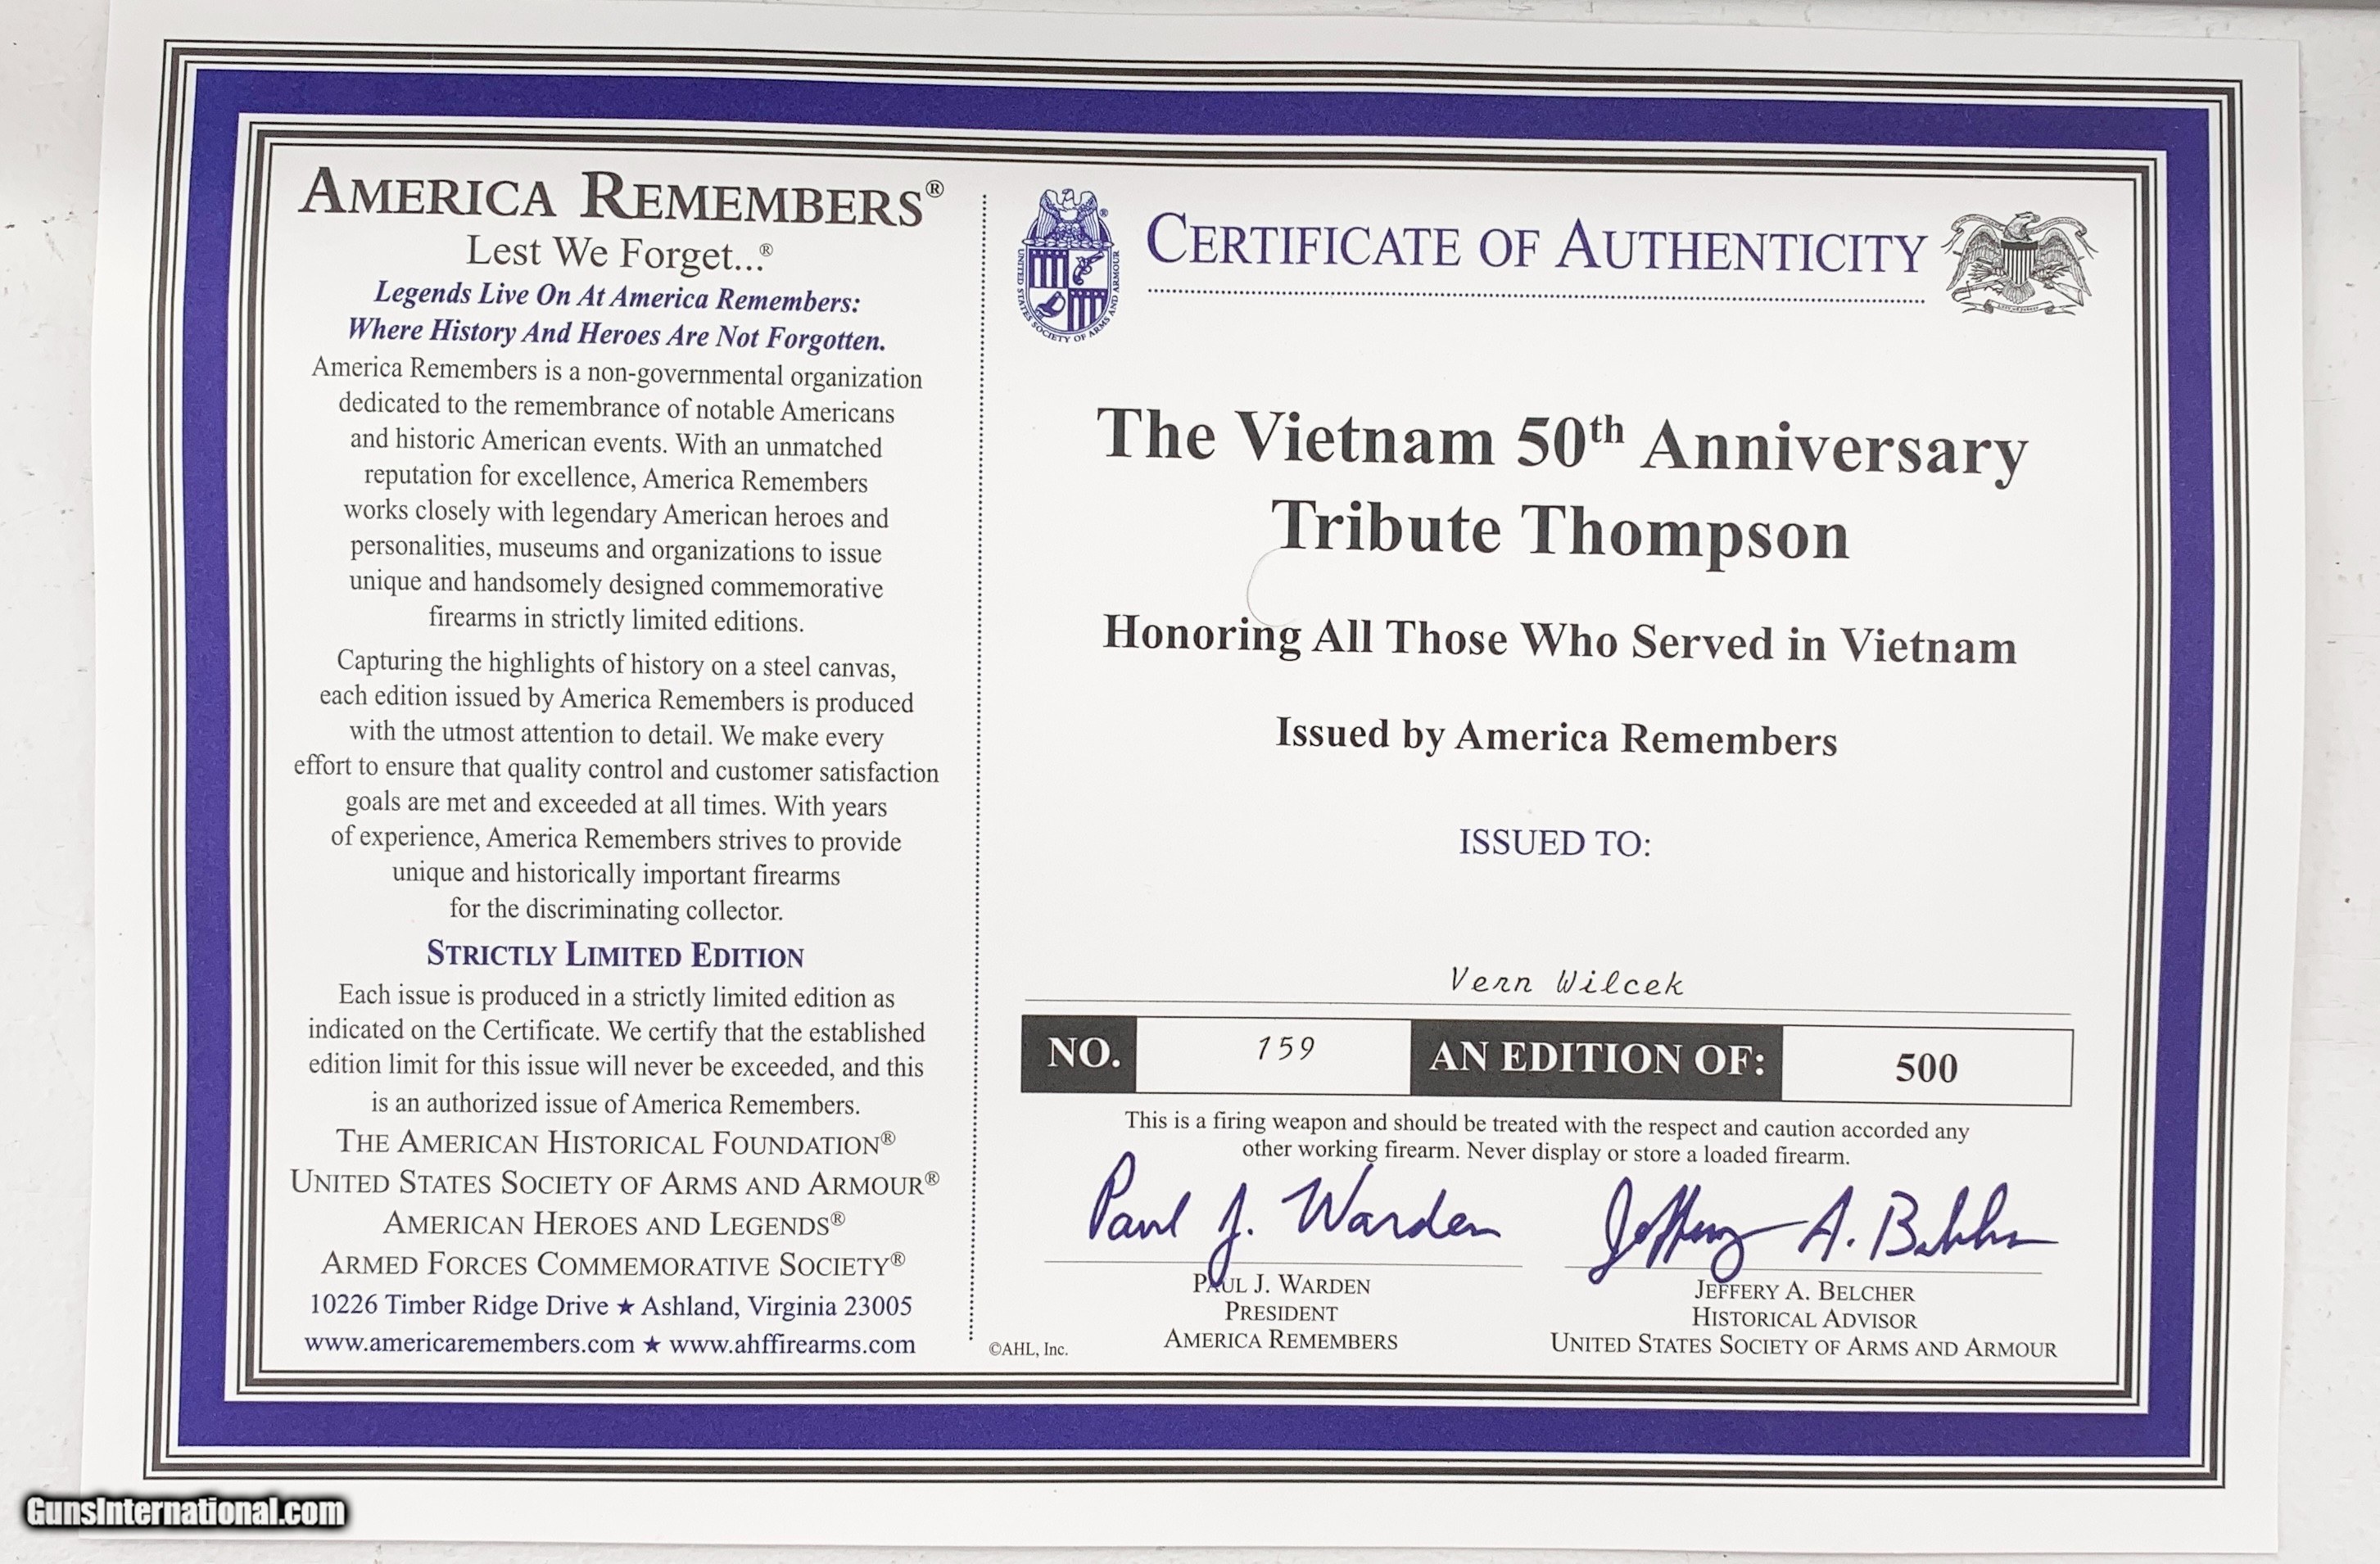 AMERICA REMEMBERS®
Lest We Forget...®
Legends Live On At America Remembers:
Where History And Heroes Are Not Forgotten.
America Remembers is a non-governmental organization
dedicated to the remembrance of notable Americans
and historic American events. With an unmatched
reputation for excellence, America Remembers
works closely with legendary American heroes and
personalities, museums and organizations to issue
unique and handsomely designed commemorative
firearms in strictly limited editions.
Capturing the highlights of history on a steel canvas,
each edition issued by America Remembers is produced
with the utmost attention to detail. We make every
effort to ensure that quality control and customer satisfaction
goals are met and exceeded at all times. With years
of experience, America Remembers strives to provide
unique and historically important firearms
for the discriminating collector.
STRICTLY LIMITED EDITION
Each issue is produced in a strictly limited edition as
indicated on the Certificate. We certify that the established
edition limit for this issue will never be exceeded, and this
is an authorized issue of America Remembers.
THE AMERICAN HISTORICAL FOUNDATION®
UNITED STATES SOCIETY OF ARMS AND ARMOUR®
AMERICAN HEROES AND LEGENDS®
ARMED FORCES COMMEMORATIVE SOCIETY®
10226 Timber Ridge Drive ★ Ashland, Virginia 23005
www.americaremembers.com ★ www.ahffirearms.com
UNITED STATES SOCIETY OF ARMS AND ARMOUR ®
CERTIFICATE OF AUTHENTICITY
The Vietnam 50th Anniversary
Tribute Thompson
Honoring All Those Who Served in Vietnam
Issued by America Remembers
ISSUED TO:
Vern Wilcek
NO. 159 AN EDITION OF: 500
This is a firing weapon and should be treated with the respect and caution accorded any
other working firearm. Never display or store a loaded firearm.
Paul J. Warden
Jeffery A. Belcher
PAUL J. WARDEN
PRESIDENT
AMERICA REMEMBERS
JEFFERY A. BELCHER
HISTORICAL ADVISOR
UNITED STATES SOCIETY OF ARMS AND ARMOUR
©AHL, Inc.
GunsInternational.com